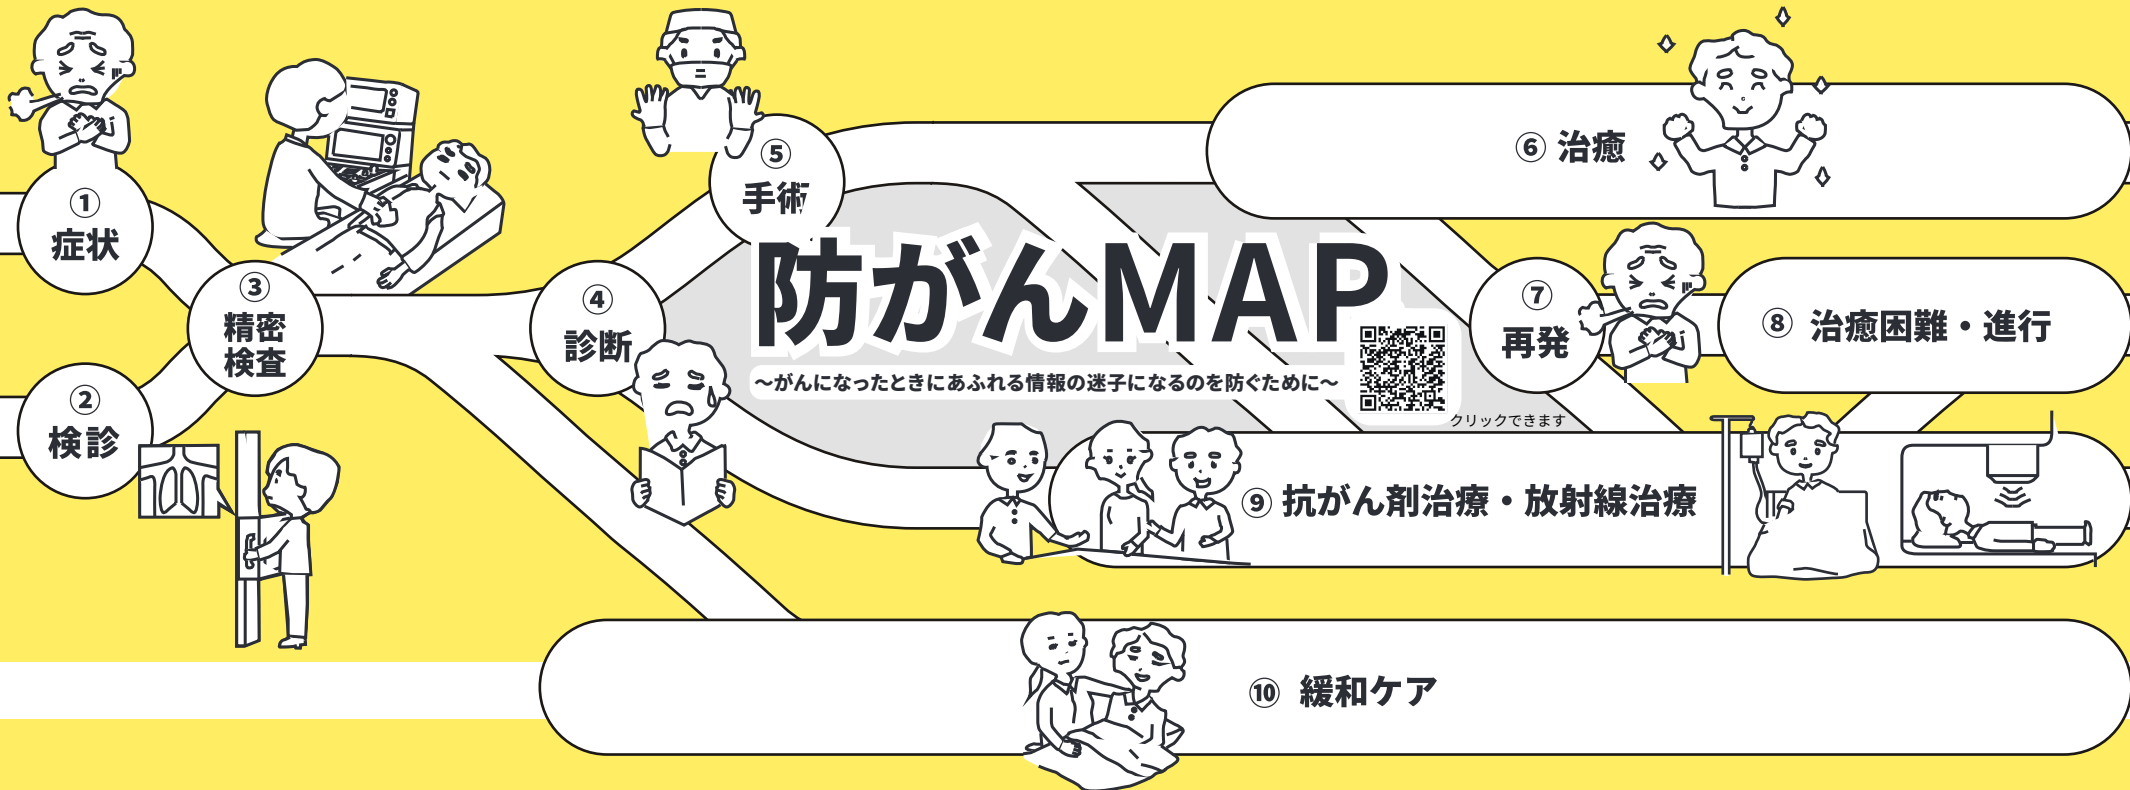 ① 
症状
②
検診
③
精密
検査
④
診断
⑤
手術
防がんMAP
～がんになったときにあふれる情報の迷子になるのを防ぐために～
クリックできます
⑥ 治癒
⑦
再発
⑧ 治癒困難・進行
⑨ 抗がん剤治療・放射線治療
⑩ 緩和ケア